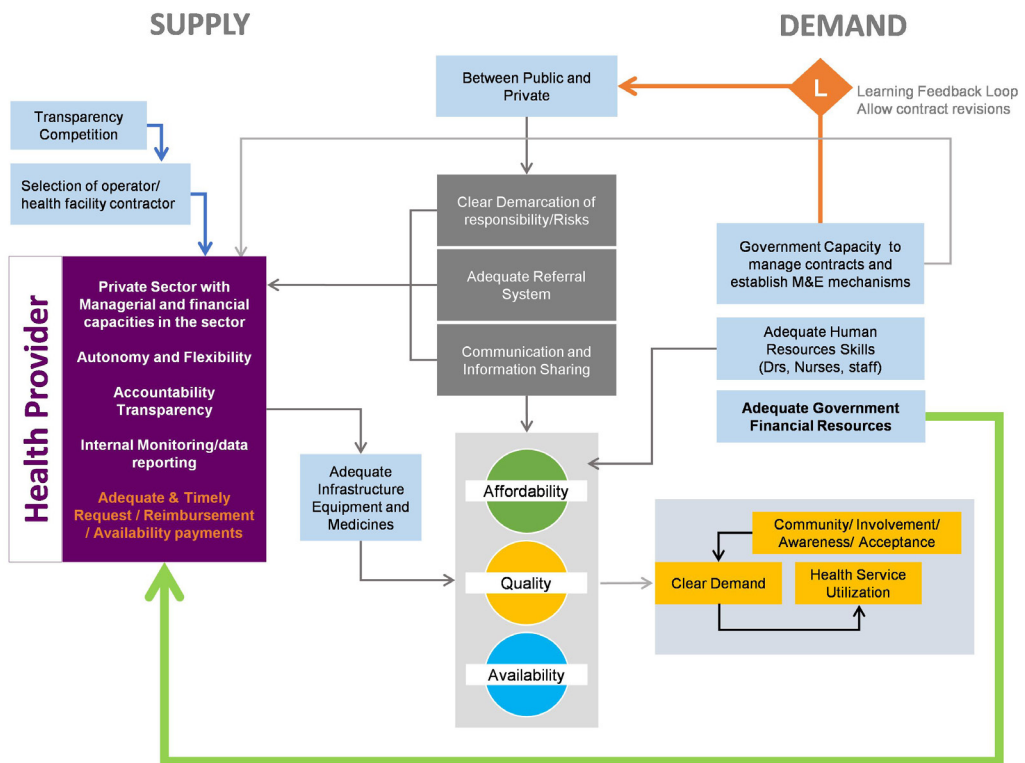 SUPPLY
DEMAND
Between Public and
Private
L
Learning Feedback Loop
Allow contract revisions
Transparency
Competition
Selection of operator/
health facility contractor
Clear Demarcation of
responsibility/Risks
Adequate Referral
System
Communication and
Information Sharing
Government Capacity to
manage contracts and
establish M&E mechanisms
Adequate Human
Resources Skills
(Drs, Nurses, staff)
Adequate Government
Financial Resources
Health Provider
Private Sector with
Managerial and financial
capacities in the sector
Autonomy and Flexibility
Accountability
Transparency
Internal Monitoring/data
reporting
Adequate & Timely
Request / Reimbursement
/ Availability payments
Adequate
Infrastructure
Equipment and
Medicines
Affordability
Quality
Availability
Community/ Involvement/
Awareness/ Acceptance
Clear Demand
Health Service
Utilization